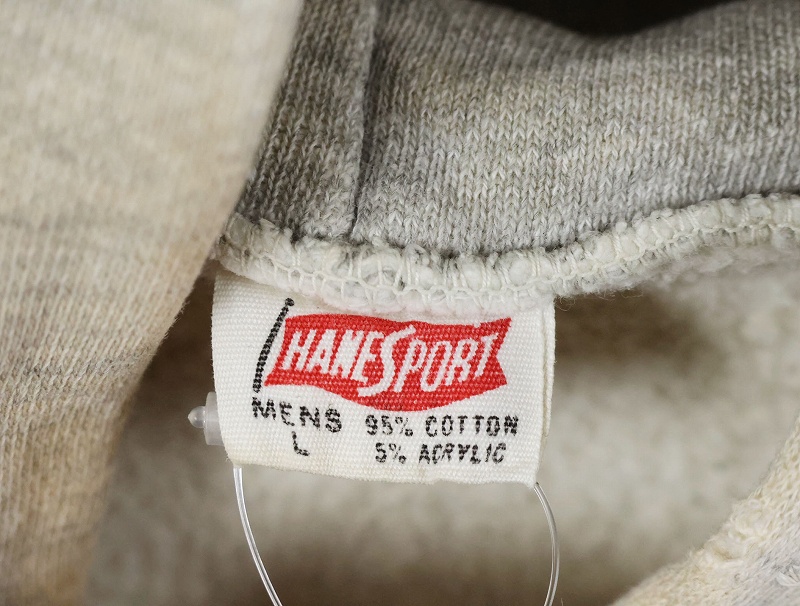 HANESPORT
MENS
L
95% COTTON
5% ACRYLIC